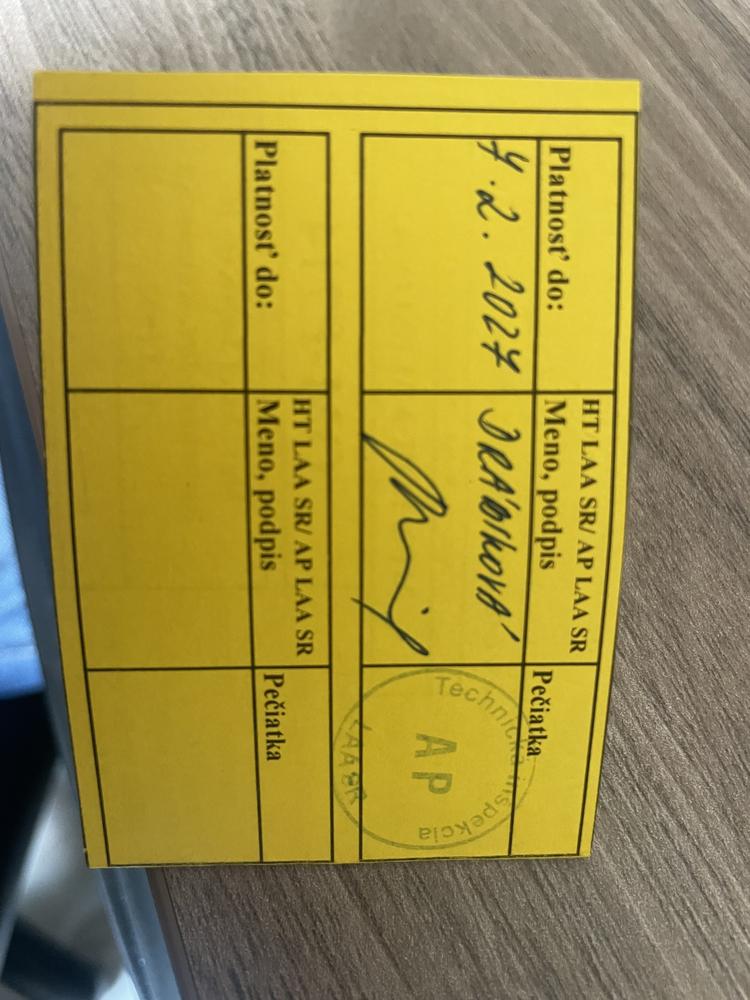 Platnosť do:
HT LAA SR/ AP LAA SR
Meno, podpis
Pečiatka
7.2.2027
DRÁBIKOVÁ
Technická inšpekcia
AP
LAA SR
Platnosť do:
HT LAA SR/ AP LAA SR
Meno, podpis
Pečiatka